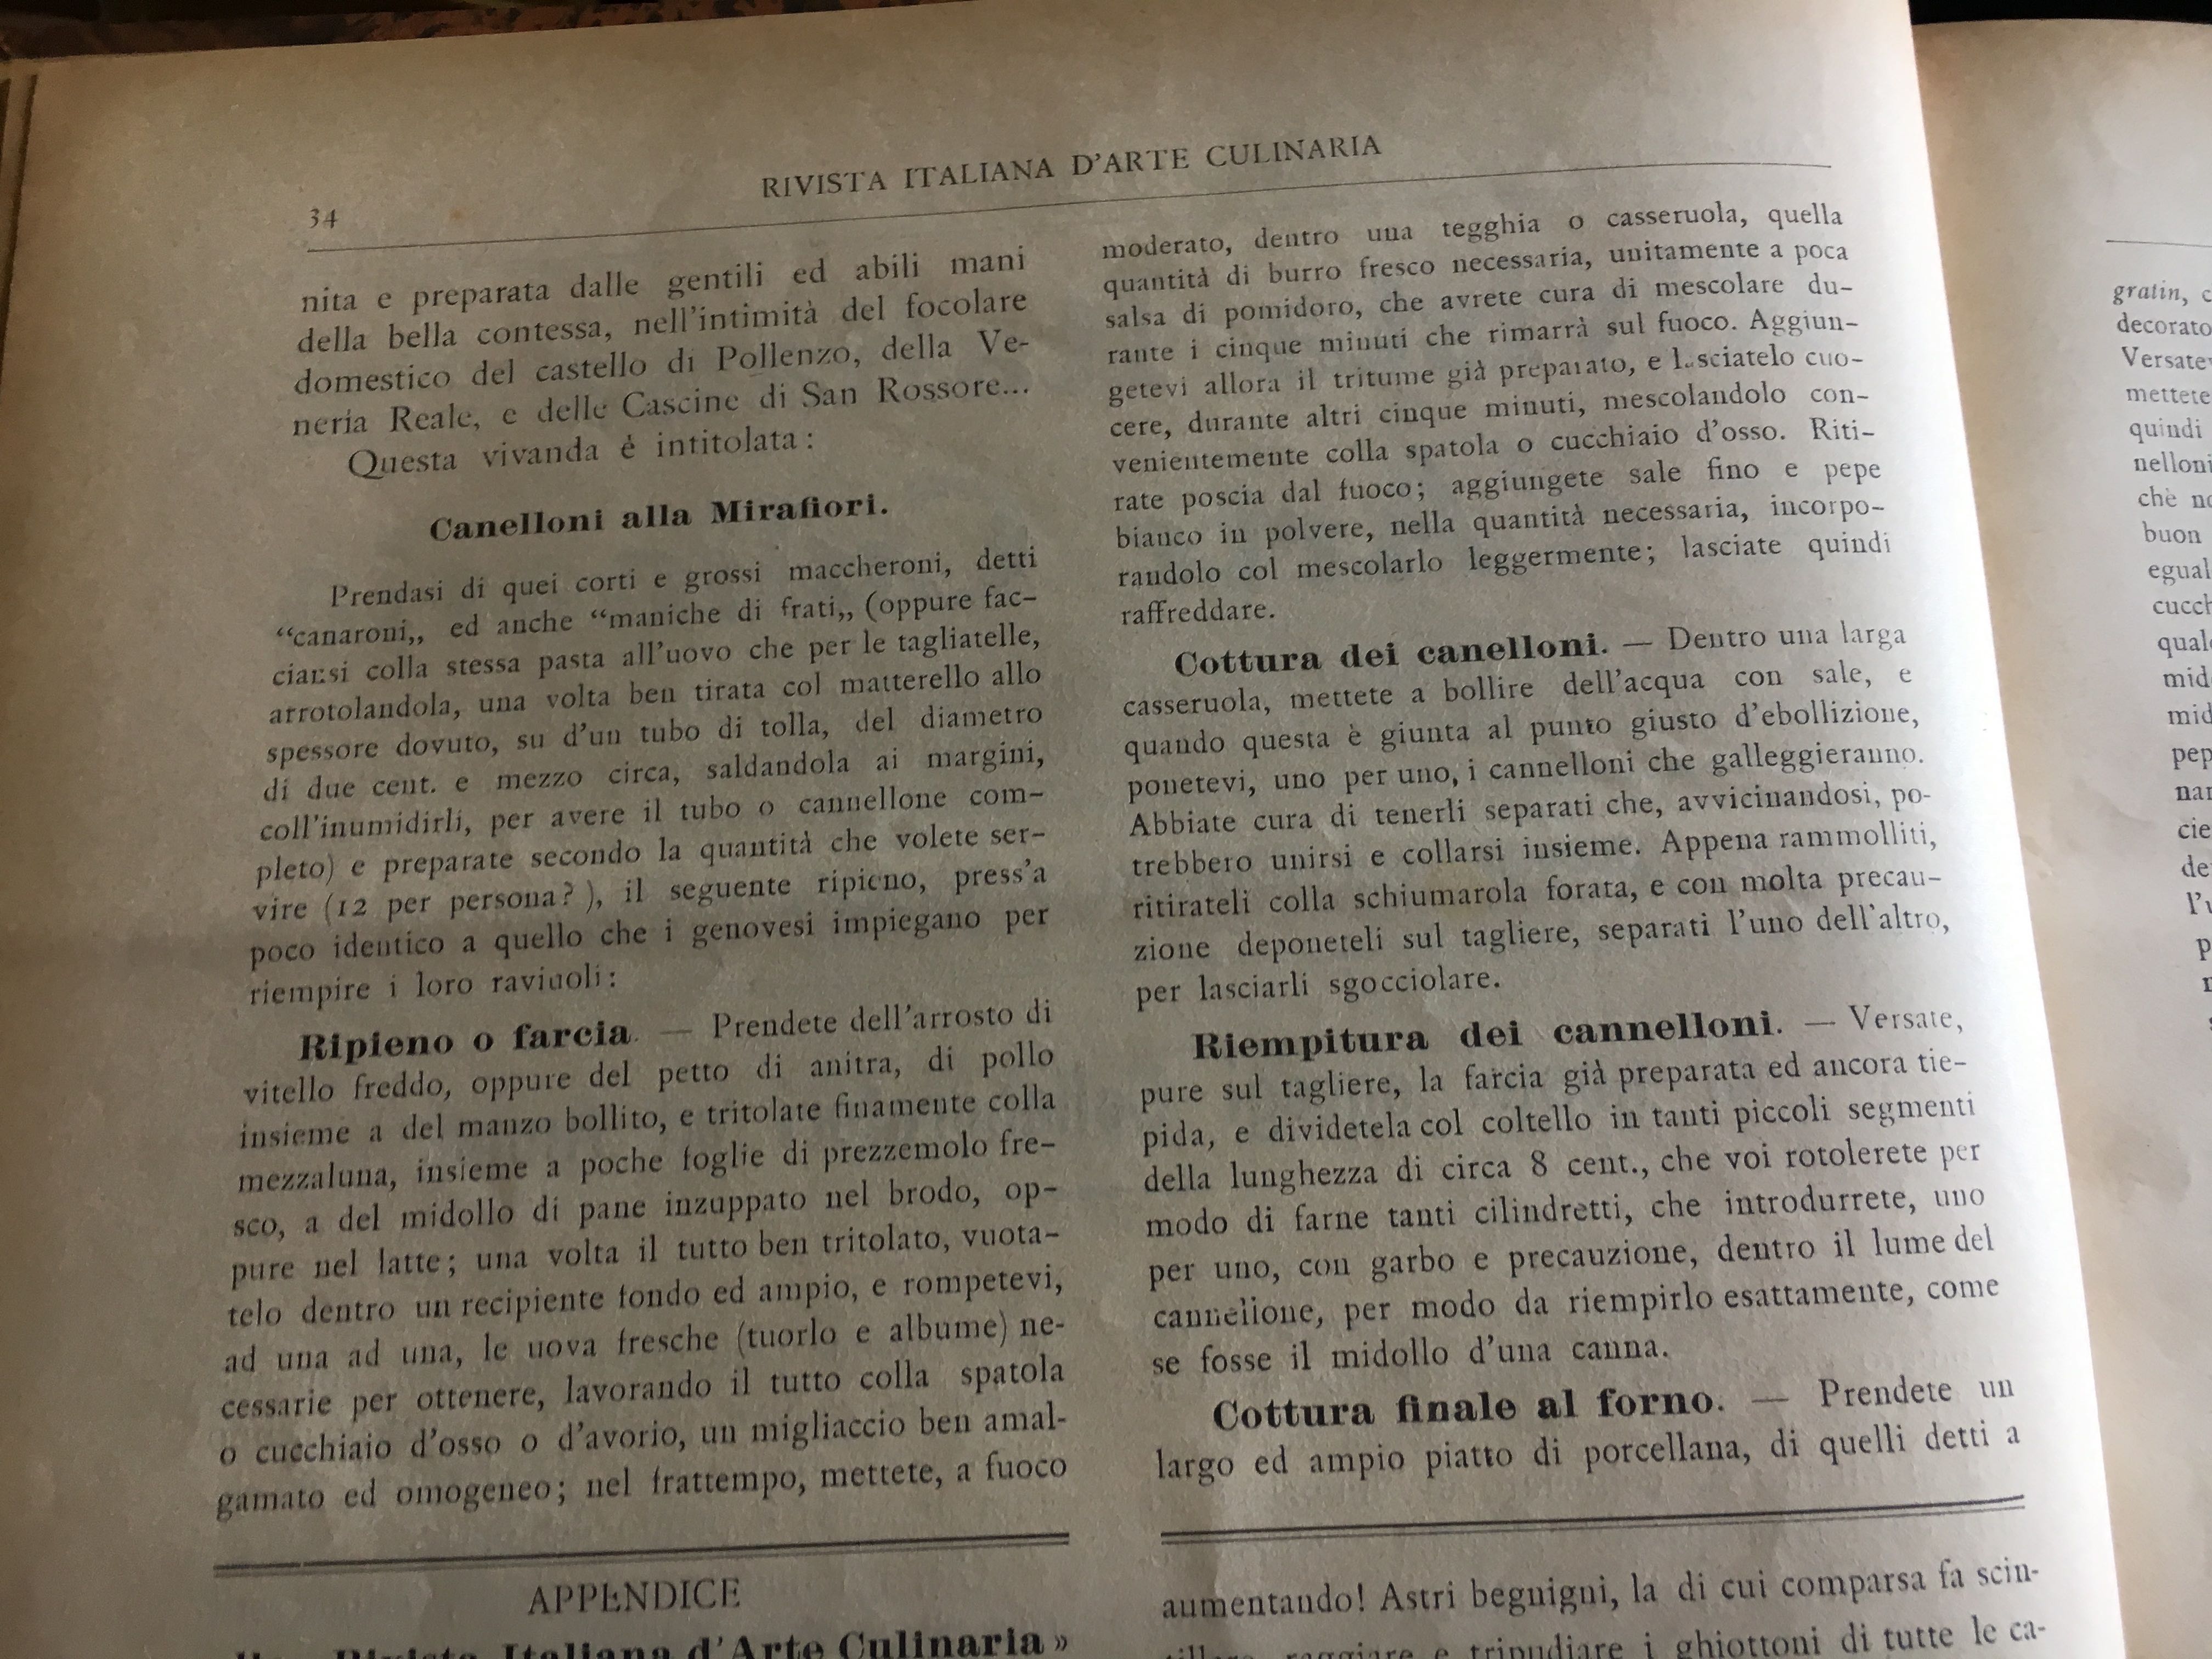 34
RIVISTA ITALIANA D'ARTE CULINARIA
nita e preparata dalle gentili ed abili mani
della bella contessa, nell'intimità del focolare
domestico del castello di Pollenzo, della Ve-
neria Reale, e delle Cascine di San Rossore...
Questa vivanda è intitolata:
Canelloni alla Mirafiori.
Prendasi di quei corti e grossi maccheroni, detti
“canaroni„ ed anche “maniche di frati„ (oppure fac-
ciansi colla stessa pasta all'uovo che per le tagliatelle,
arrotolandola, una volta ben tirata col matterello allo
spessore dovuto, su d'un tubo di tolla, del diametro
di due cent. e mezzo circa, saldandola ai margini,
coll'inumidirli, per avere il tubo o cannellone com-
pleto) e preparate secondo la quantità che volete ser-
vire (12 per persona?), il seguente ripieno, press'a
poco identico a quello che i genovesi impiegano per
riempire i loro raviuoli:
Ripieno o farcia. — Prendete dell'arrosto di
vitello freddo, oppure del petto di anitra, di pollo
insieme a del manzo bollito, e tritolate finamente colla
mezzaluna, insieme a poche foglie di prezzemolo fre-
sco, a del midollo di pane inzuppato nel brodo, op-
pure nel latte; una volta il tutto ben tritolato, vuota-
telo dentro un recipiente fondo ed ampio, e rompetevi,
ad una ad una, le uova fresche (tuorlo e albume) ne-
cessarie per ottenere, lavorando il tutto colla spatola
o cucchiaio d'osso o d'avorio, un migliaccio ben amal-
gamato ed omogeneo; nel frattempo, mettete, a fuoco
APPENDICE
Rivista Italiana d'Arte Culinaria »
moderato, dentro una tegghia o casseruola, quella
quantità di burro fresco necessaria, unitamente a poca
salsa di pomidoro, che avrete cura di mescolare du-
rante i cinque minuti che rimarrà sul fuoco. Aggiun-
getevi allora il tritume già preparato, e lasciatelo cuo-
cere, durante altri cinque minuti, mescolandolo con-
venientemente colla spatola o cucchiaio d'osso. Riti-
rate poscia dal fuoco; aggiungete sale fino e pepe
bianco in polvere, nella quantità necessaria, incorpo-
randolo col mescolarlo leggermente; lasciate quindi
raffreddare.
Cottura dei canelloni. — Dentro una larga
casseruola, mettete a bollire dell'acqua con sale, e
quando questa è giunta al punto giusto d'ebollizione,
ponetevi, uno per uno, i cannelloni che galleggieranno.
Abbiate cura di tenerli separati che, avvicinandosi, po-
trebbero unirsi e collarsi insieme. Appena rammolliti,
ritirateli colla schiumarola forata, e con molta precau-
zione deponeteli sul tagliere, separati l'uno dell'altro,
per lasciarli sgocciolare.
Riempitura dei cannelloni. — Versate,
pure sul tagliere, la farcia già preparata ed ancora tie-
pida, e dividetela col coltello in tanti piccoli segmenti
della lunghezza di circa 8 cent., che voi rotolerete per
modo di farne tanti cilindretti, che introdurrete, uno
per uno, con garbo e precauzione, dentro il lume del
cannellone, per modo da riempirlo esattamente, come
se fosse il midollo d'una canna.
Cottura finale al forno. — Prendete un
largo ed ampio piatto di porcellana, di quelli detti a
aumentando! Astri beguigni, la di cui comparsa fa scin-
raggiare e tripudiare i ghiottoni di tutte le ca-
gratin, c
decorato
Versate
mettete
quindi
nelloni
chè no
buon
egual
cucch
qual
mid
mid
pep
nar
cie
de
l'u
p